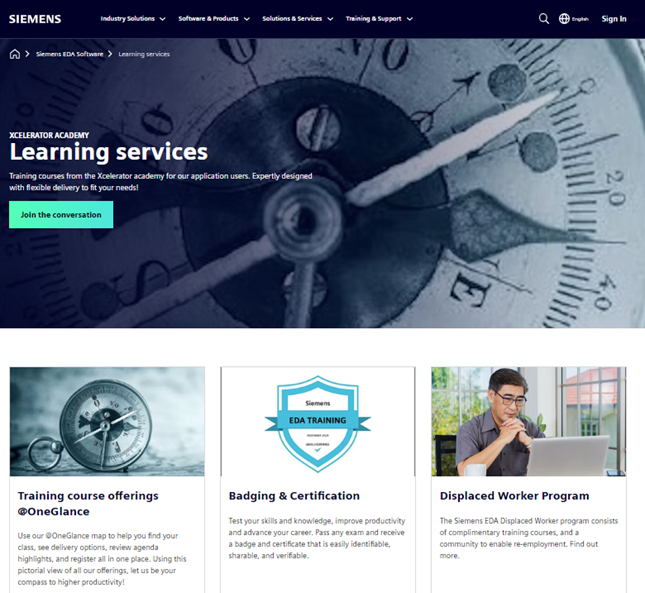 SIEMENS
Industry Solutions
Software & Products
Solutions & Services
Training & Support
English
Sign In
Siemens EDA Software
Learning services
XCELERATOR ACADEMY
Learning services
Training courses from the Xcelerator academy for our application users. Expertly designed
with flexible delivery to fit your needs!
Join the conversation
20
40
E
Siemens
EDA TRAINING
Training course offerings
@OneGlance
Use our @OneGlance map to help you find your
class, see delivery options, review agenda
highlights, and register all in one place. Using this
pictorial view of all our offerings, let us be your
compass to higher productivity!
Badging & Certification
Test your skills and knowledge, improve productivity
and advance your career. Pass any exam and receive
a badge and certificate that is easily identifiable,
sharable, and verifiable.
Displaced Worker Program
The Siemens EDA Displaced Worker program consists
of complimentary training courses, and a
community to enable re-employment. Find out
more.